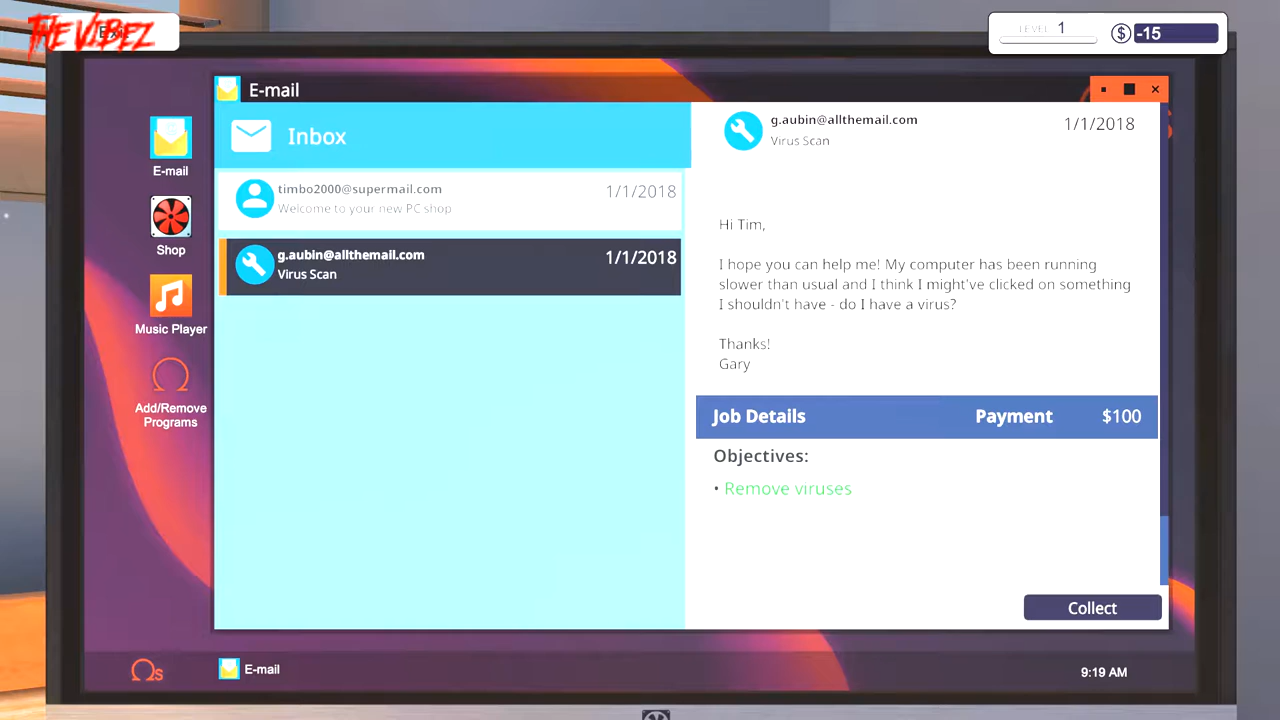 THE VIBEZ
LEVEL 1
$ -15
E-mail
Inbox
timbo2000@supermail.com
1/1/2018
Welcome to your new PC shop
g.aubin@allthemail.com
1/1/2018
Virus Scan
E-mail
Shop
Music Player
Add/Remove
Programs
g.aubin@allthemail.com
1/1/2018
Virus Scan
Hi Tim,
I hope you can help me! My computer has been running
slower than usual and I think I might've clicked on something
I shouldn't have - do I have a virus?
Thanks!
Gary
Job Details Payment $100
Objectives:
• Remove viruses
Collect
Ωs
E-mail
9:19 AM